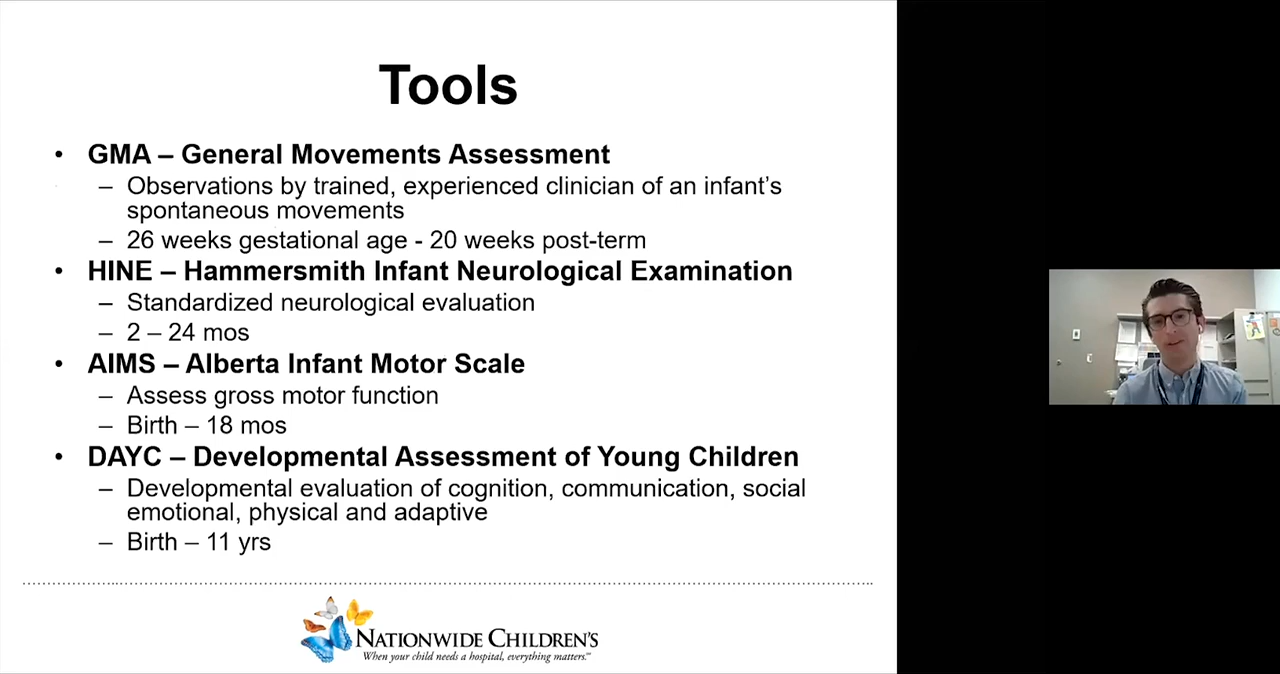 Tools
• GMA – General Movements Assessment
– Observations by trained, experienced clinician of an infant's
spontaneous movements
– 26 weeks gestational age - 20 weeks post-term
• HINE – Hammersmith Infant Neurological Examination
– Standardized neurological evaluation
– 2 – 24 mos
• AIMS – Alberta Infant Motor Scale
– Assess gross motor function
– Birth – 18 mos
• DAYC – Developmental Assessment of Young Children
– Developmental evaluation of cognition, communication, social
emotional, physical and adaptive
– Birth – 11 yrs
NATIONWIDE CHILDREN'S
When your child needs a hospital, everything matters.℠